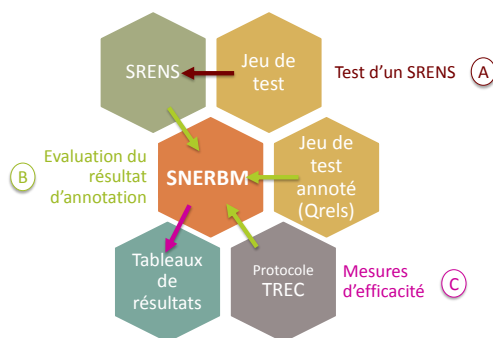 SRENS
Jeu de
test
Test d'un SRENS
A
B
Evaluation du
résultat
d'annotation
SNERBM
Jeu de
test
annoté
(Qrels)
Tableaux
de
résultats
Protocole
TREC
Mesures
d'efficacité
C